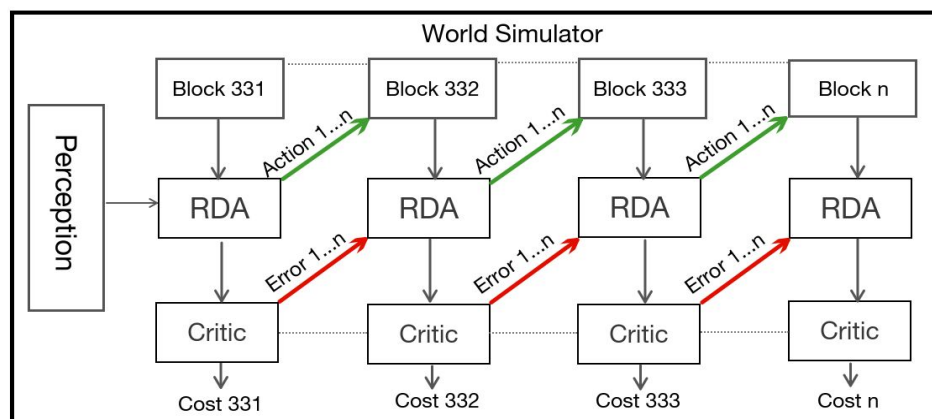 World Simulator
Block 331
Block 332
Block 333
Block n
Action 1...n
Action 1...n
Action 1...n
Perception
RDA
RDA
RDA
RDA
Error 1...n
Error 1...n
Error 1...n
Critic
Critic
Critic
Critic
Cost 331
Cost 332
Cost 333
Cost n